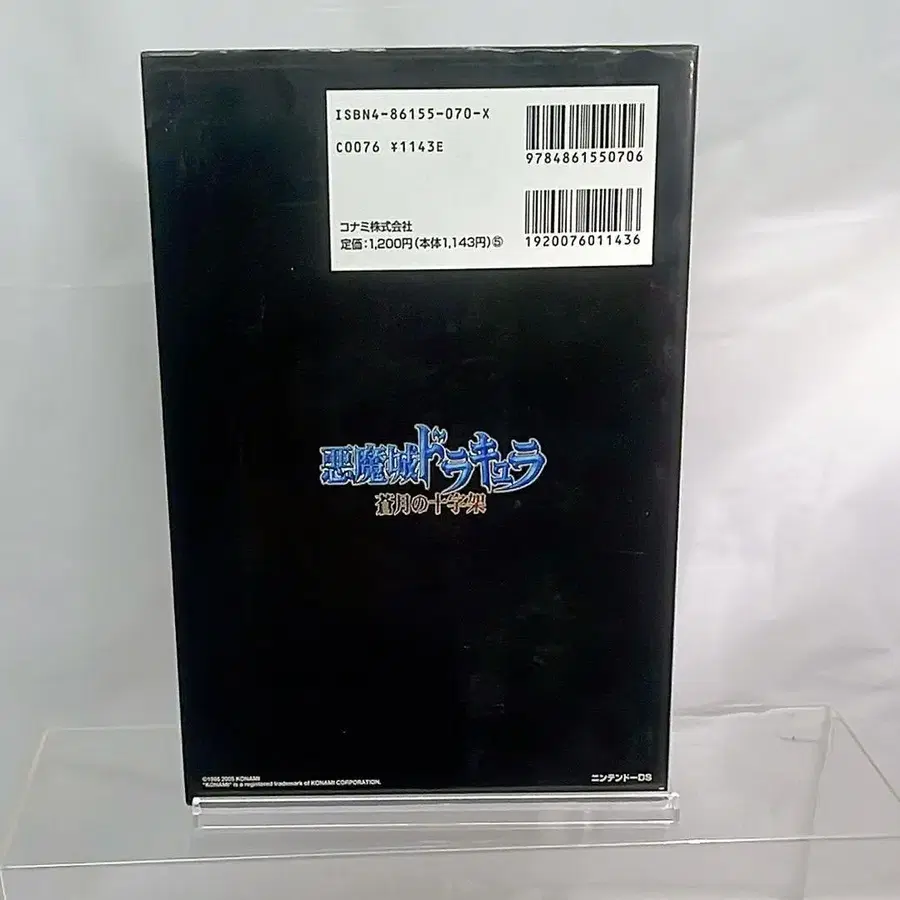 ISBN4-86155-070-X
C0076 ¥1143E
9784861550706
コナミ株式会社
定価:1,200円(本体1,143円)⑤
1920076011436
悪魔城ドラキュラ
蒼月の十字架
©1986 2005 KONAMI
"KONAMI" is a registered trademark of KONAMI CORPORATION.
ニンテンドーDS